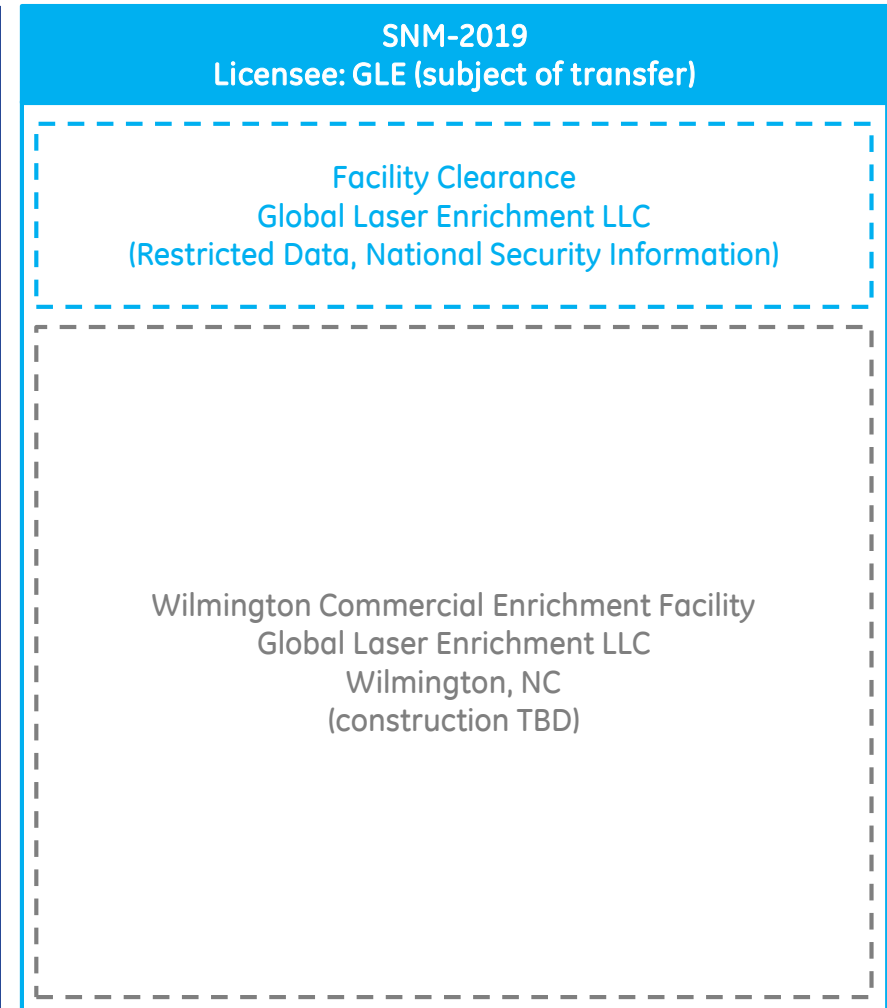 SNM-2019
Licensee: GLE (subject of transfer)
Facility Clearance
Global Laser Enrichment LLC
(Restricted Data, National Security Information)
Wilmington Commercial Enrichment Facility
Global Laser Enrichment LLC
Wilmington, NC
(construction TBD)